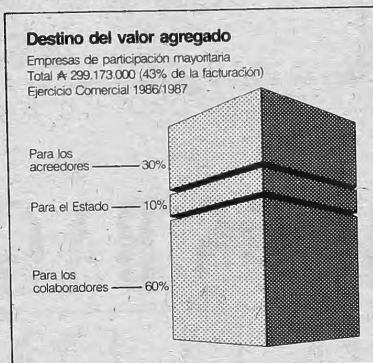 Destino del valor agregado
Empresas de participación mayoritaria
Total ₳ 299.173.000 (43% de la facturación)
Ejercicio Comercial 1986/1987
Para los
acreedores — 30%
Para el Estado — 10%
Para los
colaboradores — 60%